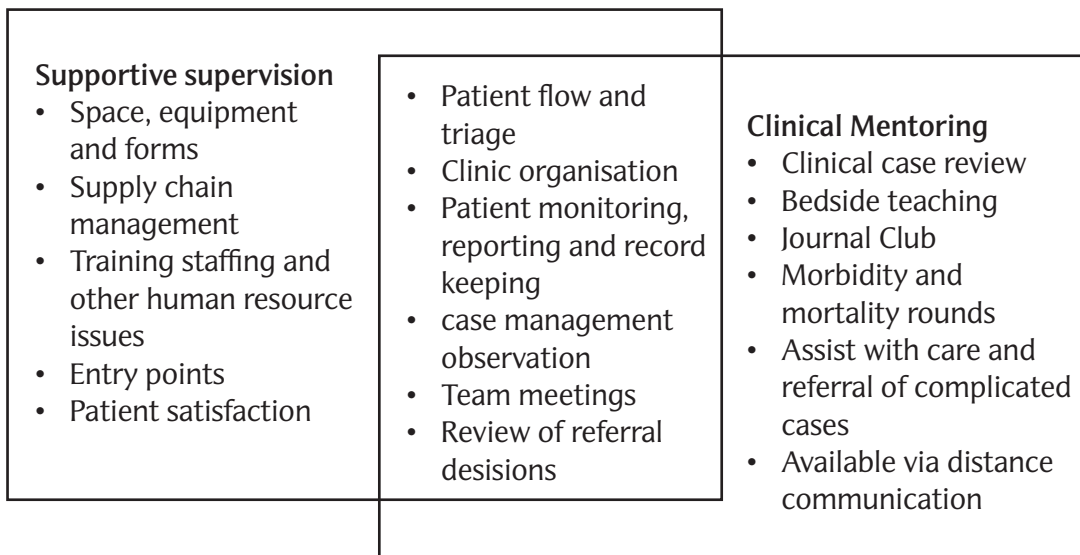 Supportive supervision
• Space, equipment
and forms
• Supply chain
management
• Training staffing and
other human resource
issues
• Entry points
• Patient satisfaction
• Patient flow and
triage
• Clinic organisation
• Patient monitoring,
reporting and record
keeping
• case management
observation
• Team meetings
• Review of referral
desisions
Clinical Mentoring
• Clinical case review
• Bedside teaching
• Journal Club
• Morbidity and
mortality rounds
• Assist with care and
referral of complicated
cases
• Available via distance
communication